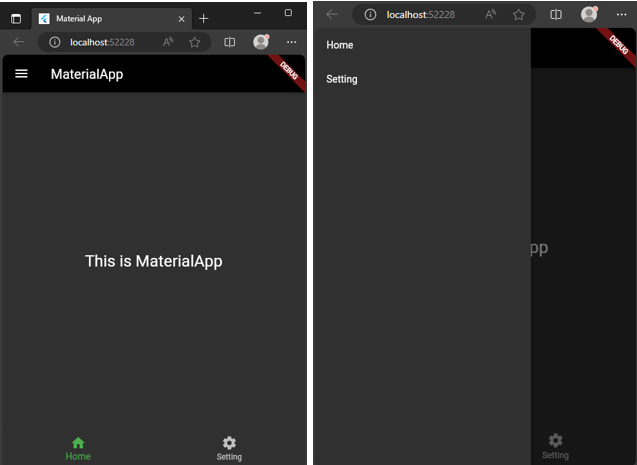 Material App
localhost:52228
MaterialApp
DEBUG
This is MaterialApp
Home
Setting
localhost:52228
DEBUG
Home
Setting
pp
Setting